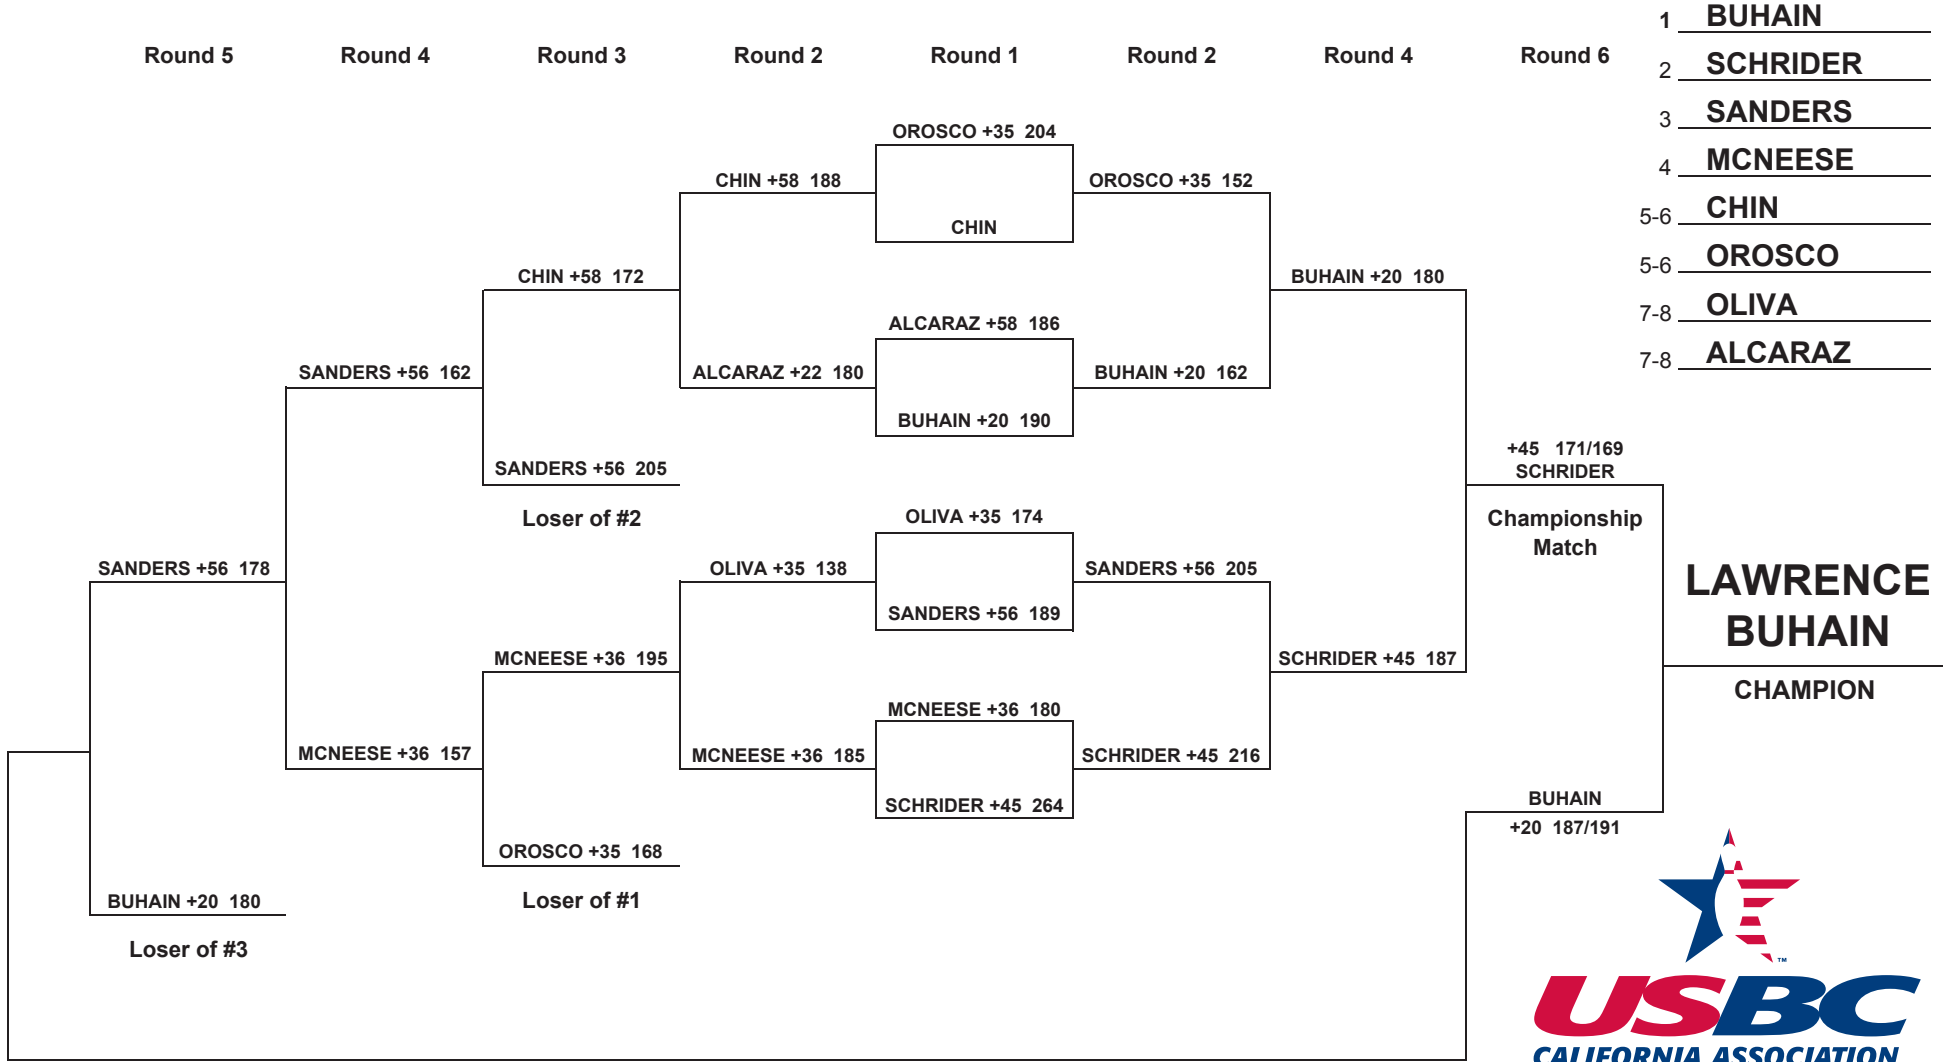 Round 5
Round 4
Round 3
Round 2
Round 1
Round 2
Round 4
Round 6
1 BUHAIN
2 SCHRIDER
3 SANDERS
4 MCNEESE
5-6 CHIN
5-6 OROSCO
7-8 OLIVA
7-8 ALCARAZ
OROSCO +35 204
CHIN +58 188
OROSCO +35 152
CHIN
CHIN +58 172
BUHAIN +20 180
ALCARAZ +58 186
SANDERS +56 162
ALCARAZ +22 180
BUHAIN +20 162
BUHAIN +20 190
SANDERS +56 205
Loser of #2
+45 171/169
SCHRIDER
Championship
Match
OLIVA +35 174
SANDERS +56 178
OLIVA +35 138
SANDERS +56 205
SANDERS +56 189
LAWRENCE
BUHAIN
CHAMPION
MCNEESE +36 195
SCHRIDER +45 187
MCNEESE +36 180
MCNEESE +36 157
MCNEESE +36 185
SCHRIDER +45 216
SCHRIDER +45 264
BUHAIN
+20 187/191
OROSCO +35 168
Loser of #1
BUHAIN +20 180
Loser of #3
TM
USBC
CALIFORNIA ASSOCIATION